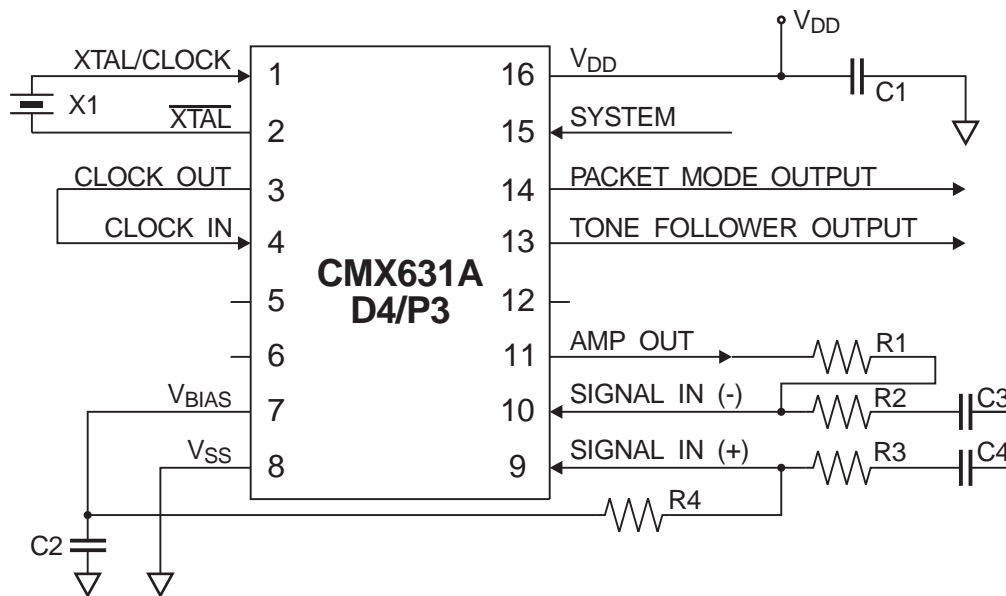 VDD
XTAL/CLOCK
1
16
VDD
C1
X1
XTAL
2
15
SYSTEM
CLOCK OUT
3
14
PACKET MODE OUTPUT
CLOCK IN
4
13
TONE FOLLOWER OUTPUT
CMX631A
D4/P3
5
12
6
11
AMP OUT
R1
VBIAS
7
10
SIGNAL IN (-)
R2
C3
VSS
8
9
SIGNAL IN (+)
R3
C4
R4
C2